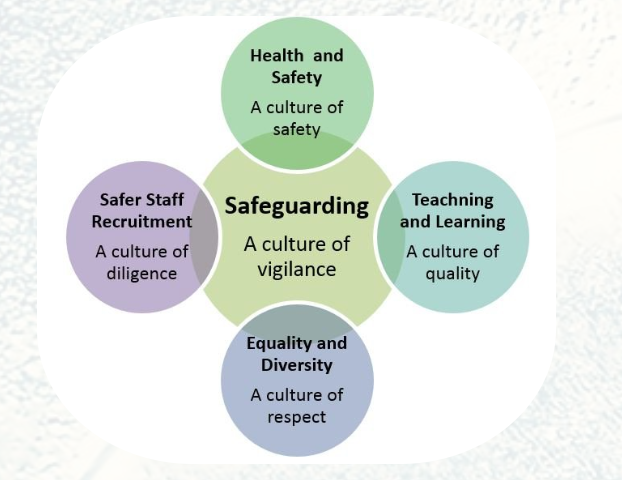 Health and
Safety
A culture of
safety
Safer Staff
Recruitment
A culture of
diligence
Safeguarding
A culture of
vigilance
Teachning
and Learning
A culture of
quality
Equality and
Diversity
A culture of
respect